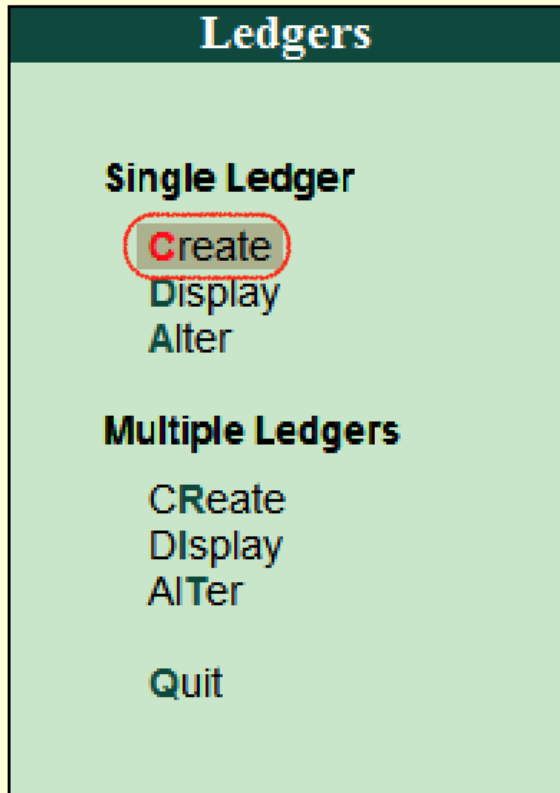 Ledgers
Single Ledger
Create
Display
Alter
Multiple Ledgers
CReate
DIsplay
AlTer
Quit